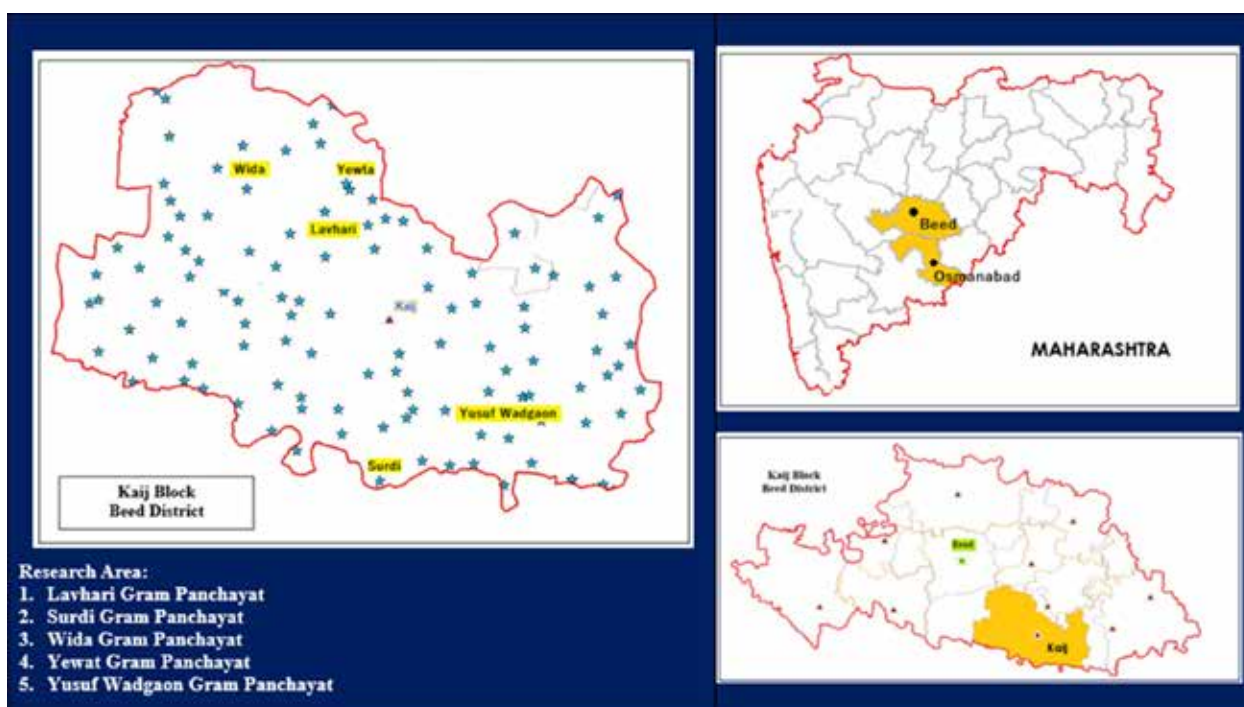 Wida
Yewta
Lavhari
Kaij
Yusuf Wadgaon
Surdi
Kaij Block
Beed District
Research Area:
1. Lavhari Gram Panchayat
2. Surdi Gram Panchayat
3. Wida Gram Panchayat
4. Yewat Gram Panchayat
5. Yusuf Wadgaon Gram Panchayat
Beed
Osmanabad
MAHARASHTRA
Kaij Block
Beed District
Beed
Kaij